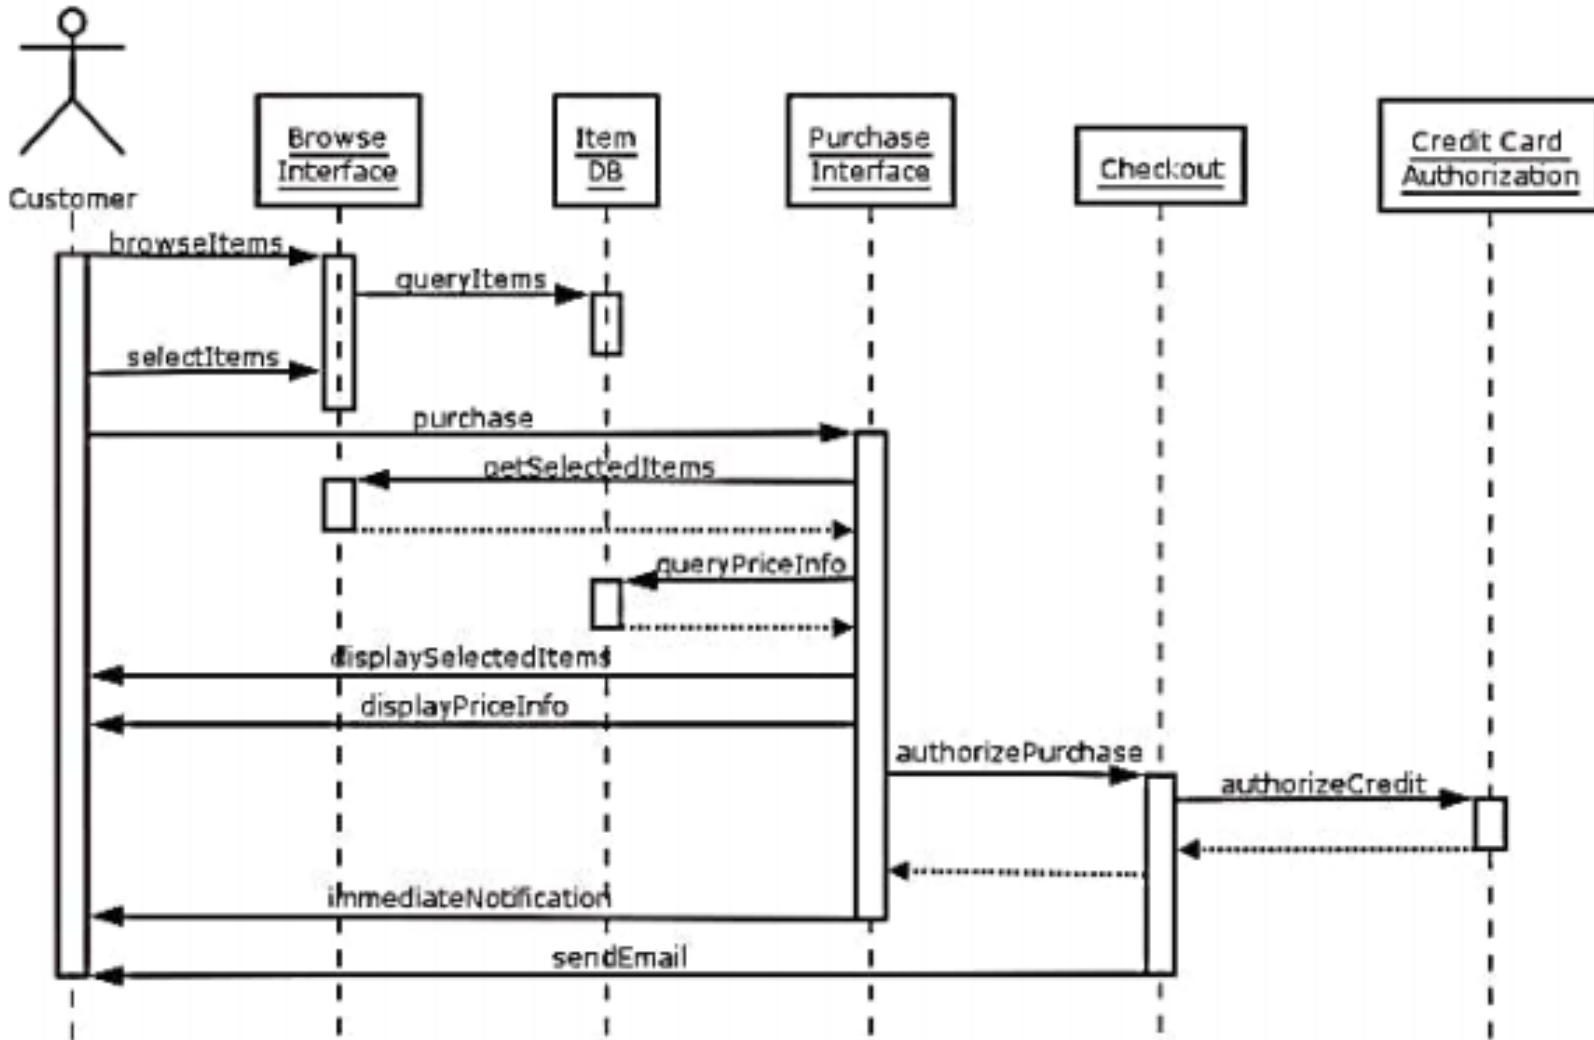 Customer
Browse
Interface
Item
DB
Purchase
Interface
Checkout
Credit Card
Authorization
browseItems
queryItems
selectItems
purchase
getSelectedItems
queryPriceInfo
displaySelectedItems
displayPriceInfo
authorizePurchase
authorizeCredit
immediateNotification
sendEmail